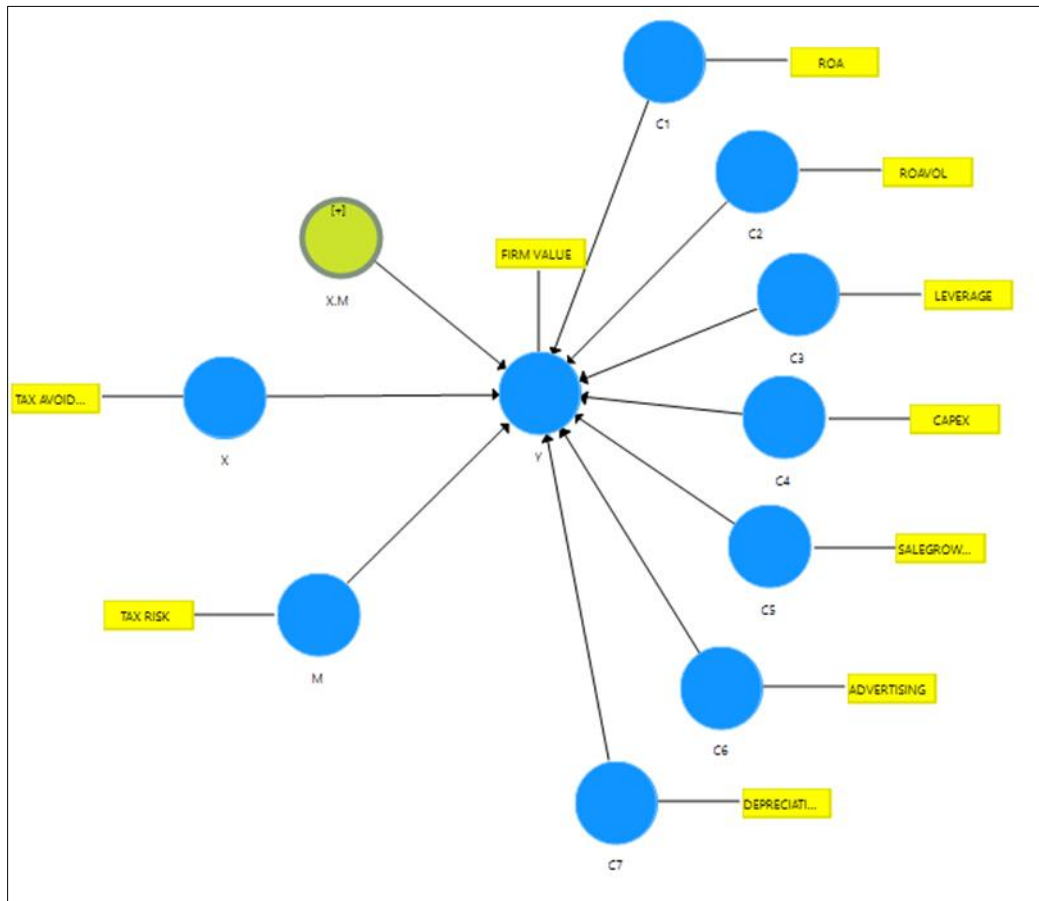 ROA
C1
ROAVOL
C2
[+]
X.M
FIRM VALUE
LEVERAGE
C3
TAX AVOID...
X
Y
CAPEX
C4
SALEGROW...
C5
TAX RISK
M
ADVERTISING
C6
DEPRECIATI...
C7